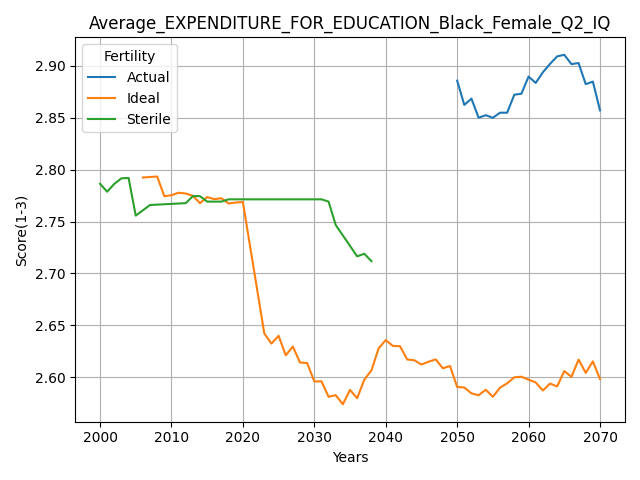 Average_EXPENDITURE_FOR_EDUCATION_Black_Female_Q2_IQ
Fertility
Actual
Ideal
Sterile
Score(1-3)
2.90
2.85
2.80
2.75
2.70
2.65
2.60
2000 2010 2020 2030 2040 2050 2060 2070
Years